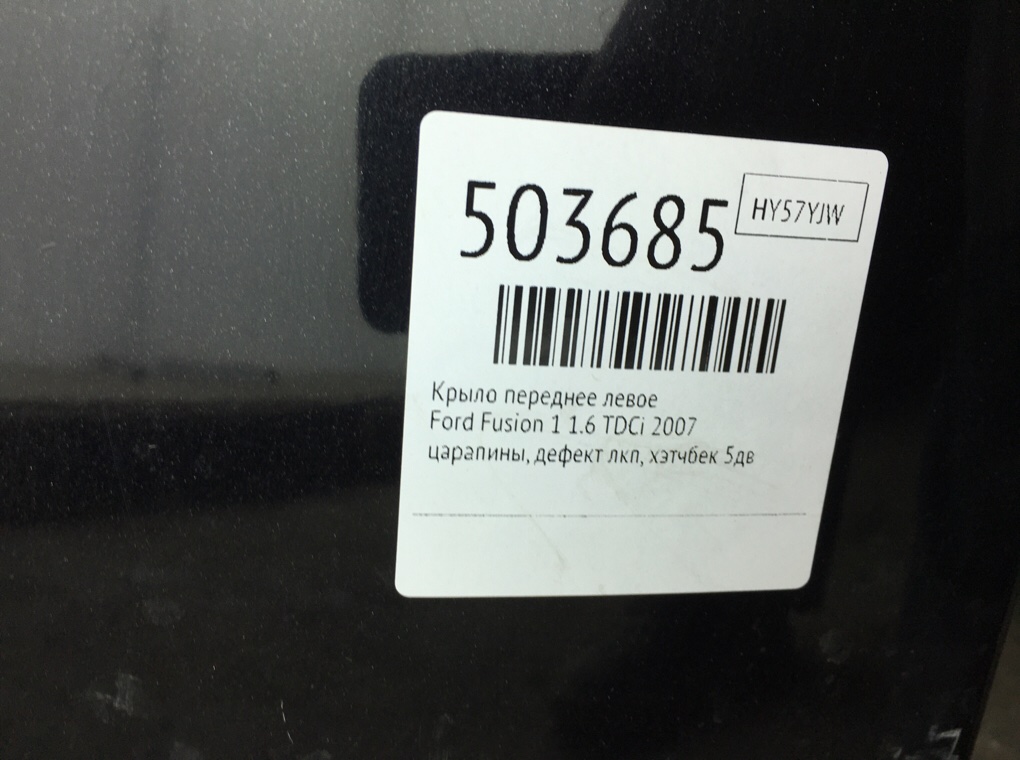 503685
HY57YJW
Крыло переднее левое
Ford Fusion 1 1.6 TDCi 2007
царапины, дефект лкп, хэтчбек 5дв